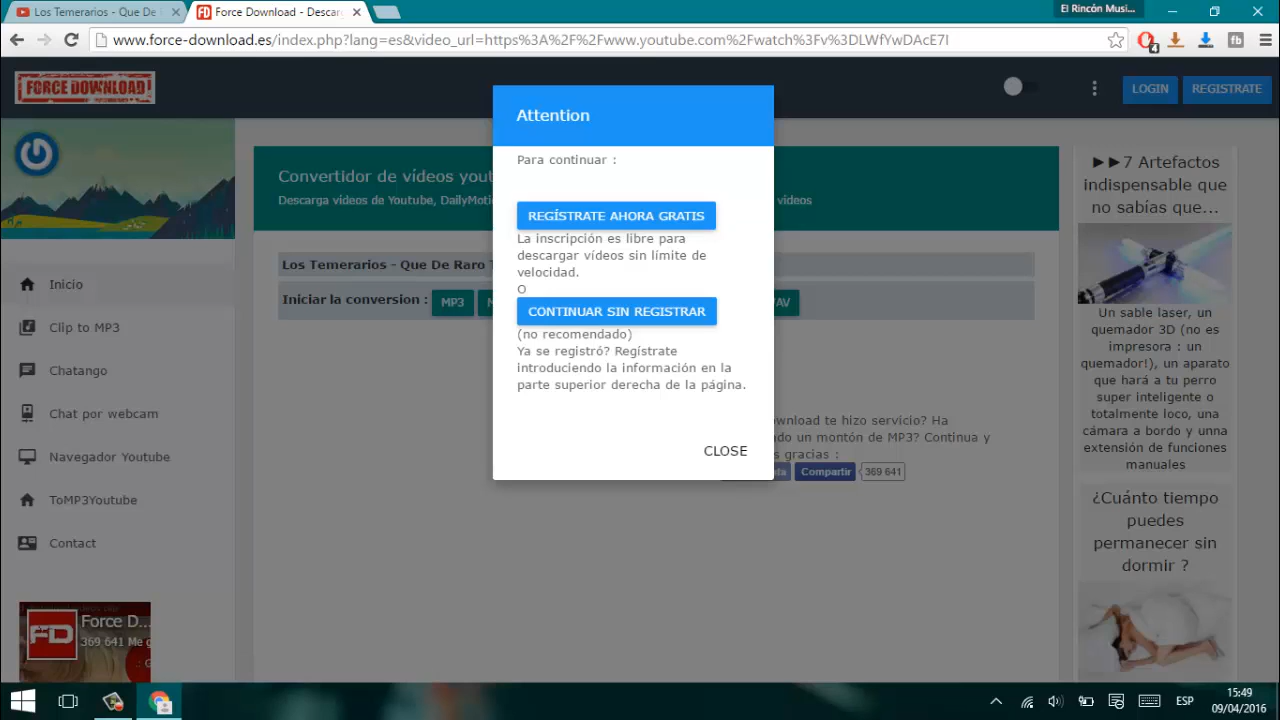 Los Temerarios - Que De
Force Download - Descar
El Rincón Musi...
www.force-download.es/index.php?lang=es&video_url=https%3A%2F%2Fwww.youtube.com%2Fwatch%3Fv%3DLWfYwDAcE7I
4
fb
FORCE DOWNLOAD!
LOGIN
REGISTRATE
Attention
Para continuar :
REGÍSTRATE AHORA GRATIS
La inscripción es libre para
descargar vídeos sin límite de
velocidad.
O
CONTINUAR SIN REGISTRAR
(no recomendado)
Ya se registró? Regístrate
introduciendo la información en la
parte superior derecha de la página.
CLOSE
Convertidor de videos yout
Descarga videos de Youtube, DailyMoti
videos
Los Temerarios - Que De Raro T
Iniciar la conversion :
MP3
M
AV
ownload te hizo servicio? Ha
do un montón de MP3? Continua y
s gracias :
ta
Compartir
369 641
Inicio
Clip to MP3
Chatango
Chat por webcam
Navegador Youtube
ToMP3Youtube
Contact
FD
Force D...
369 641 Me g
►►7 Artefactos
indispensable que
no sabias que...
Un sable laser, un
quemador 3D (no es
impresora : un
quemador!), un aparato
que hará a tu perro
super inteligente o
totalmente loco, una
cámara a bordo y unna
extensión de funciones
manuales
¿Cuánto tiempo
puedes
permanecer sin
dormir ?
ESP
15:49
09/04/2016